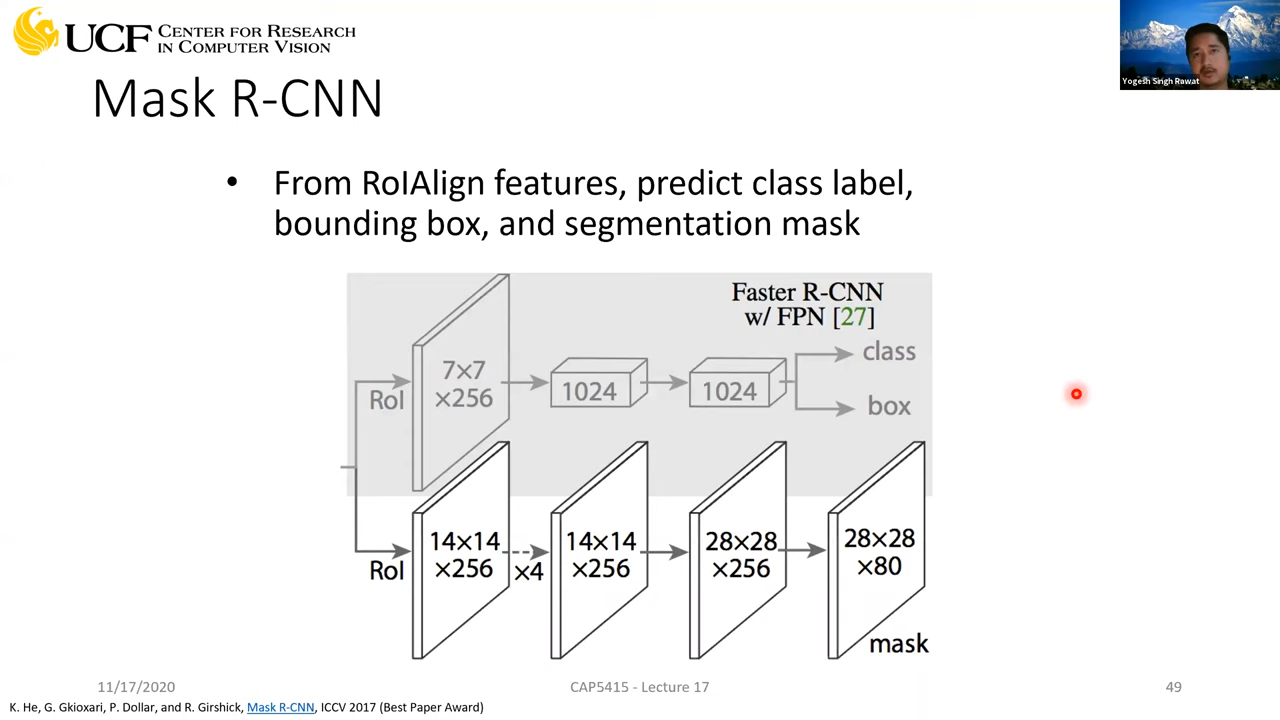 UCF CENTER FOR RESEARCH
IN COMPUTER VISION
Yogesh Singh Rawat
Mask R-CNN
• From RoIAlign features, predict class label,
bounding box, and segmentation mask
Faster R-CNN
w/ FPN [27]
RoI
7×7
×256
1024
1024
class
box
RoI
14×14
×256
×4
14×14
×256
28×28
×256
28×28
×80
mask
11/17/2020
CAP5415 - Lecture 17
49
K. He, G. Gkioxari, P. Dollar, and R. Girshick, Mask R-CNN, ICCV 2017 (Best Paper Award)